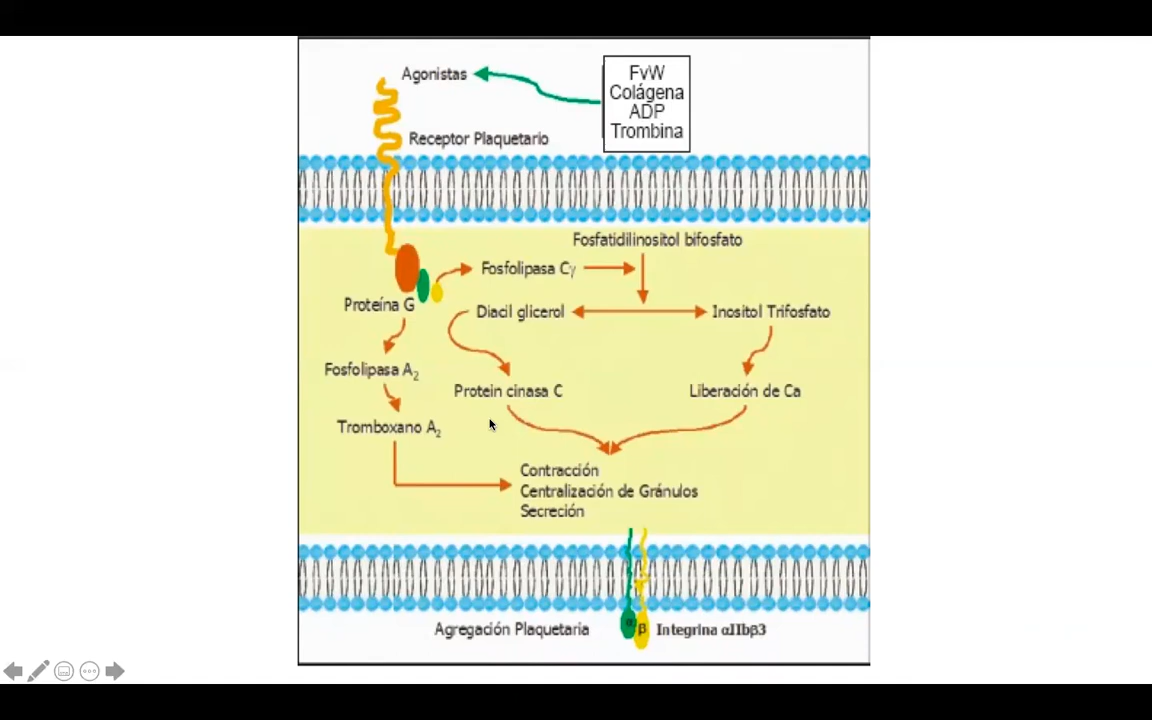 Agonistas
FvW
Colágena
ADP
Trombina
Receptor Plaquetario
Fosfatidilinositol bifosfato
Fosfolipasa Cγ
Proteína G
Diacil glicerol
Inositol Trifosfato
Fosfolipasa A2
Protein cinasa C
Liberación de Ca
Tromboxano A2
Contracción
Centralización de Gránulos
Secreción
Agregación Plaquetaria
α
β
Integrina αIIbβ3